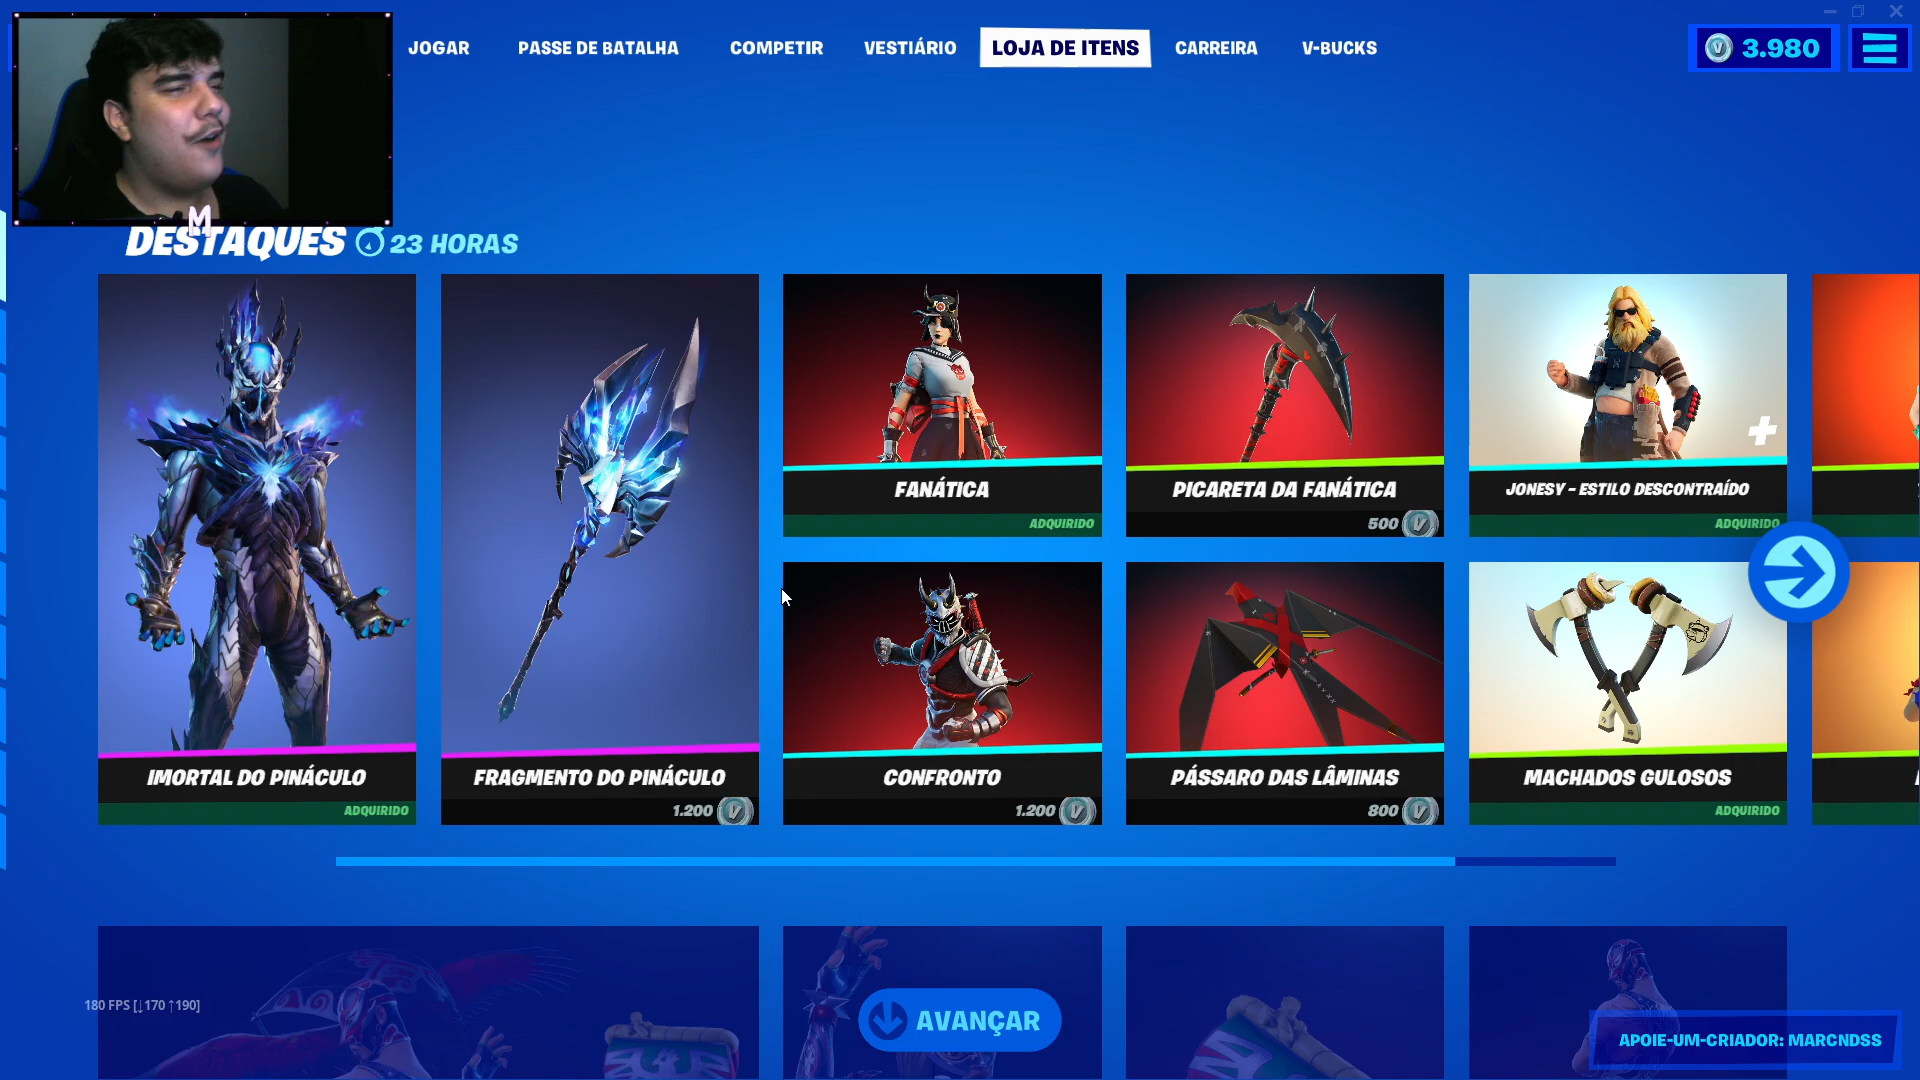 JOGAR
PASSE DE BATALHA
COMPETIR
VESTIÁRIO
LOJA DE ITENS
CARREIRA
V-BUCKS
3.980
M
DESTAQUES 23 HORAS
IMORTAL DO PINÁCULO
ADQUIRIDO
FRAGMENTO DO PINÁCULO
1.200
FANÁTICA
ADQUIRIDO
PICARETA DA FANÁTICA
500
JONESY - ESTILO DESCONTRAÍDO
ADQUIRIDO
CONFRONTO
1.200
PÁSSARO DAS LÂMINAS
800
MACHADOS GULOSOS
ADQUIRIDO
180 FPS [↓170 ↑190]
AVANÇAR
APOIE-UM-CRIADOR: MARCNDSS